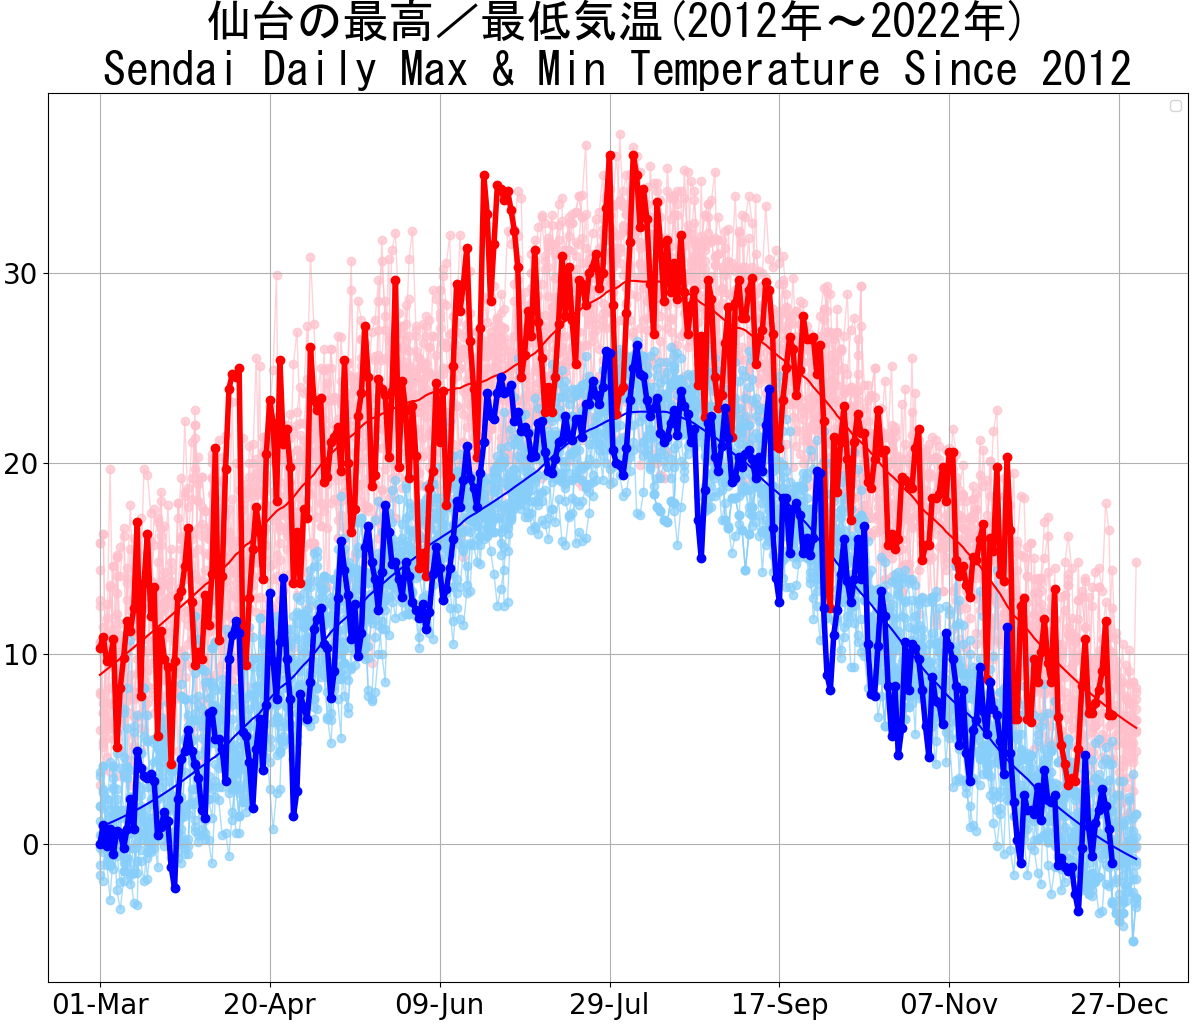 仙台の最高／最低気温(2012年～2022年)
Sendai Daily Max & Min Temperature Since 2012
30
20
10
0
01-Mar 20-Apr 09-Jun 29-Jul 17-Sep 07-Nov 27-Dec